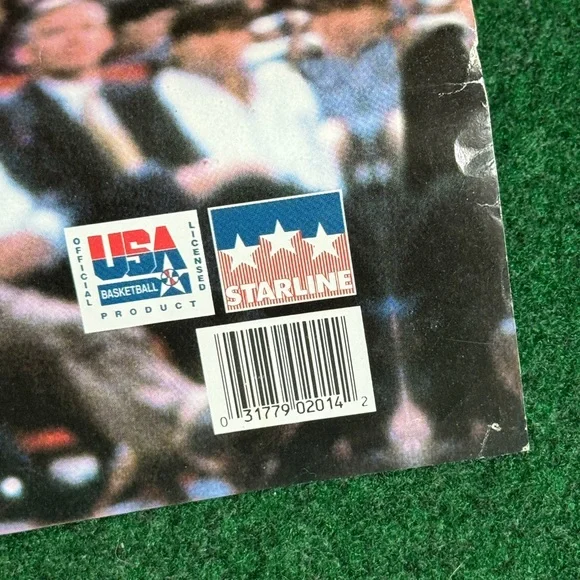 OFFICIAL
USA
BASKETBALL
LICENSED
PRODUCT
STARLINE
0 31779 02014 2